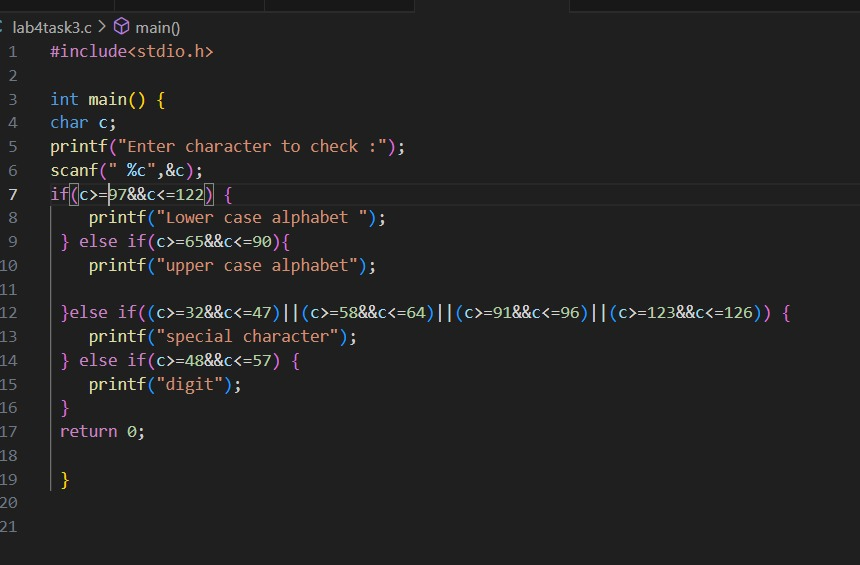 lab4task3.c > main()
1 #include<stdio.h>
2
3 int main() {
4 char c;
5 printf("Enter character to check :");
6 scanf(" %c",&c);
7 if(c>=97&&c<=122) {
8 printf("Lower case alphabet ");
9 } else if(c>=65&&c<=90){
10 printf("upper case alphabet");
11
12 }else if((c>=32&&c<=47)||(c>=58&&c<=64)||(c>=91&&c<=96)||(c>=123&&c<=126)) {
13 printf("special character");
14 } else if(c>=48&&c<=57) {
15 printf("digit");
16 }
17 return 0;
18
19 }
20
21